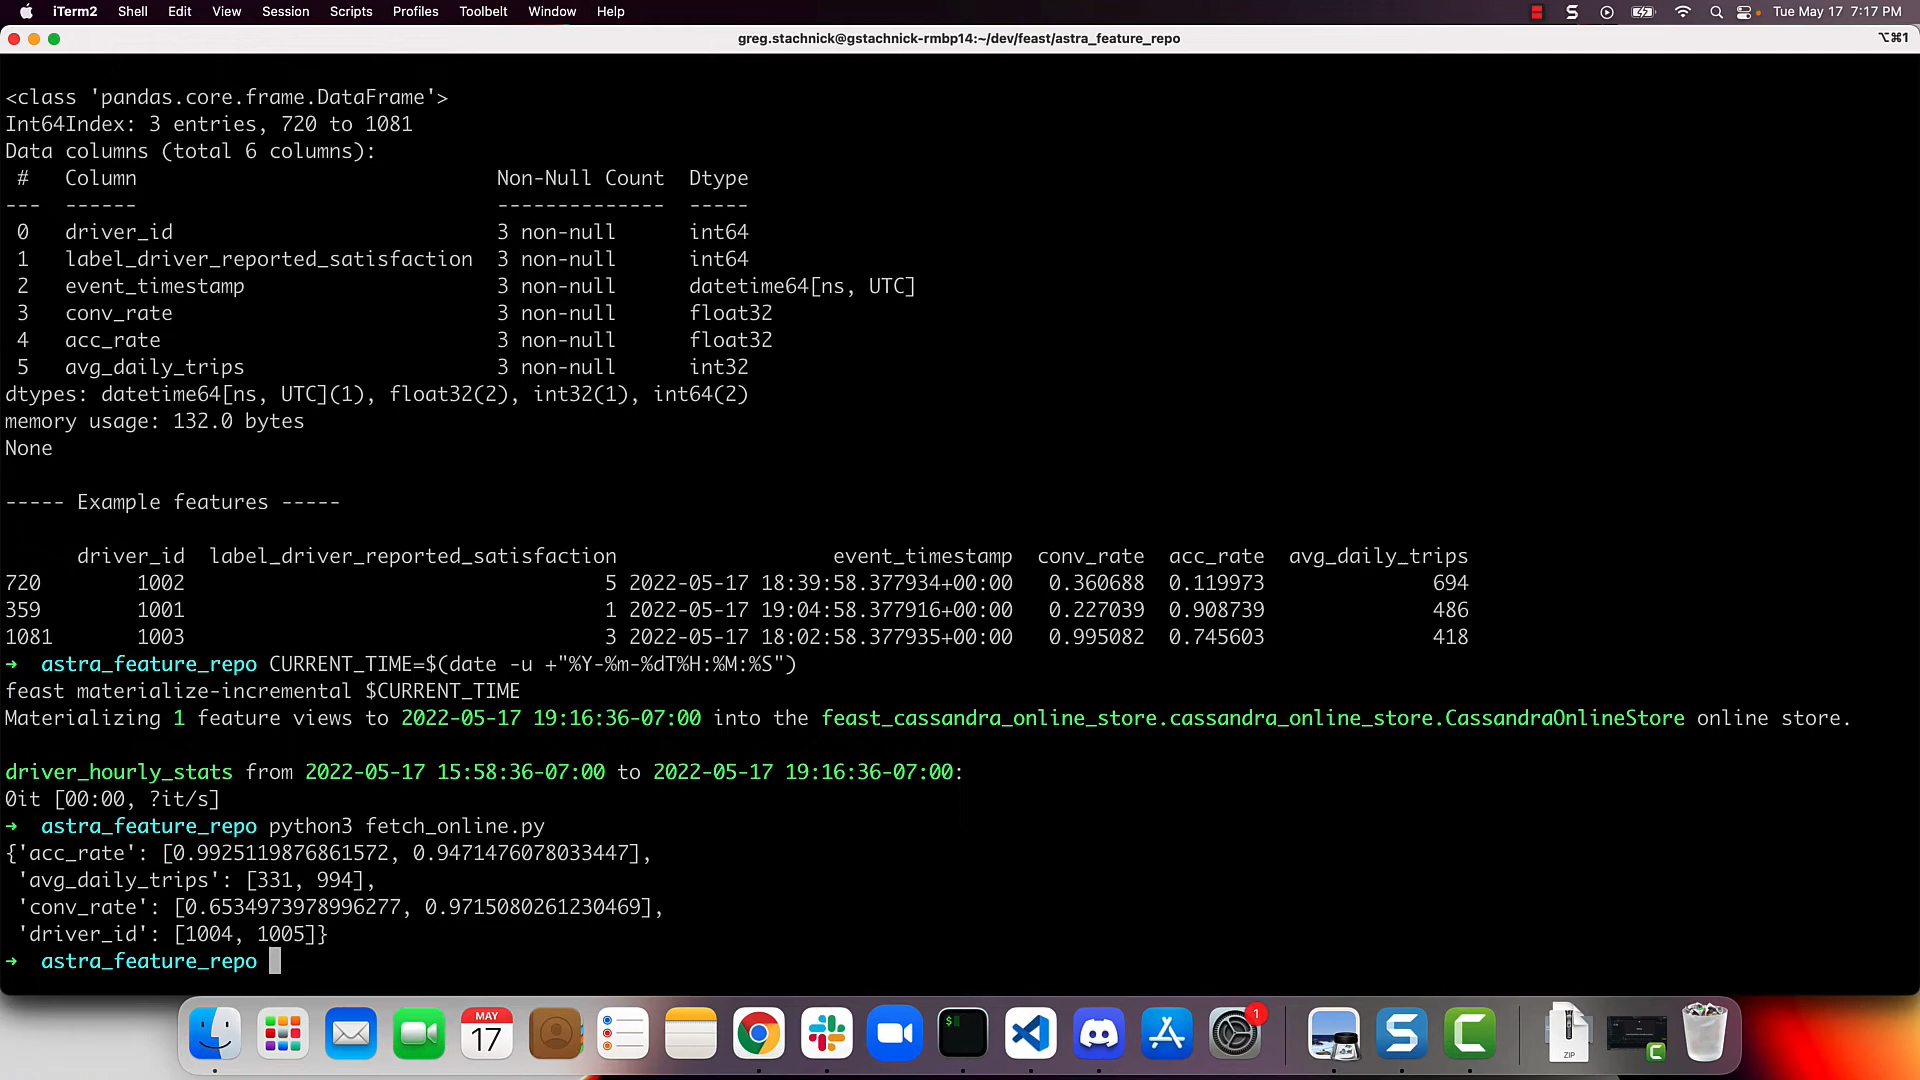 iTerm2 Shell Edit View Session Scripts Profiles Toolbelt Window Help Tue May 17 7:17 PM
greg.stachnick@gstachnick-rmbp14:~/dev/feast/astra_feature_repo ⌥⌘1
<class 'pandas.core.frame.DataFrame'>
Int64Index: 3 entries, 720 to 1081
Data columns (total 6 columns):
 #   Column                              Non-Null Count  Dtype
---  ------                              --------------  -----
 0   driver_id                           3 non-null      int64
 1   label_driver_reported_satisfaction  3 non-null      int64
 2   event_timestamp                     3 non-null      datetime64[ns, UTC]
 3   conv_rate                           3 non-null      float32
 4   acc_rate                            3 non-null      float32
 5   avg_daily_trips                     3 non-null      int32
dtypes: datetime64[ns, UTC](1), float32(2), int32(1), int64(2)
memory usage: 132.0 bytes
None
----- Example features -----
      driver_id  label_driver_reported_satisfaction                  event_timestamp  conv_rate  acc_rate  avg_daily_trips
720        1002                                   5 2022-05-17 18:39:58.377934+00:00   0.360688  0.119973              694
359        1001                                   1 2022-05-17 19:04:58.377916+00:00   0.227039  0.908739              486
1081       1003                                   3 2022-05-17 18:02:58.377935+00:00   0.995082  0.745603              418
→  astra_feature_repo CURRENT_TIME=$(date -u +"%Y-%m-%dT%H:%M:%S")
feast materialize-incremental $CURRENT_TIME
Materializing 1 feature views to 2022-05-17 19:16:36-07:00 into the feast_cassandra_online_store.cassandra_online_store.CassandraOnlineStore online store.
driver_hourly_stats from 2022-05-17 15:58:36-07:00 to 2022-05-17 19:16:36-07:00:
0it [00:00, ?it/s]
→  astra_feature_repo python3 fetch_online.py
{'acc_rate': [0.9925119876861572, 0.9471476078033447],
 'avg_daily_trips': [331, 994],
 'conv_rate': [0.6534973978996277, 0.9715080261230469],
 'driver_id': [1004, 1005]}
→  astra_feature_repo
MAY
17
1
ZIP